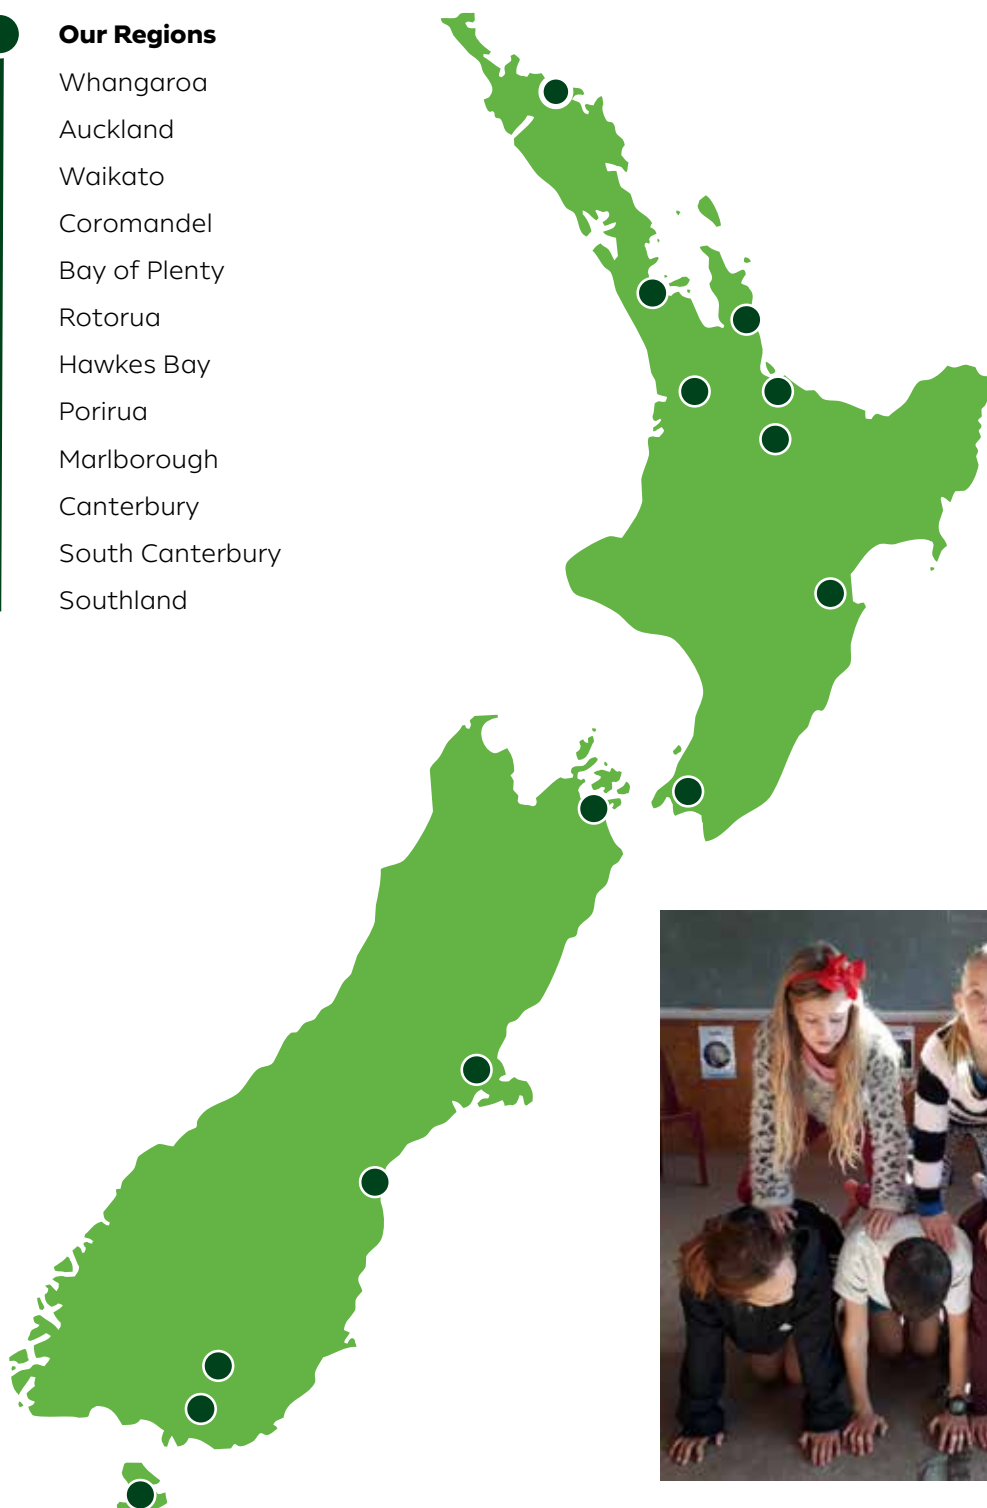 Our Regions
Whangaroa
Auckland
Waikato
Coromandel
Bay of Plenty
Rotorua
Hawkes Bay
Porirua
Marlborough
Canterbury
South Canterbury
Southland